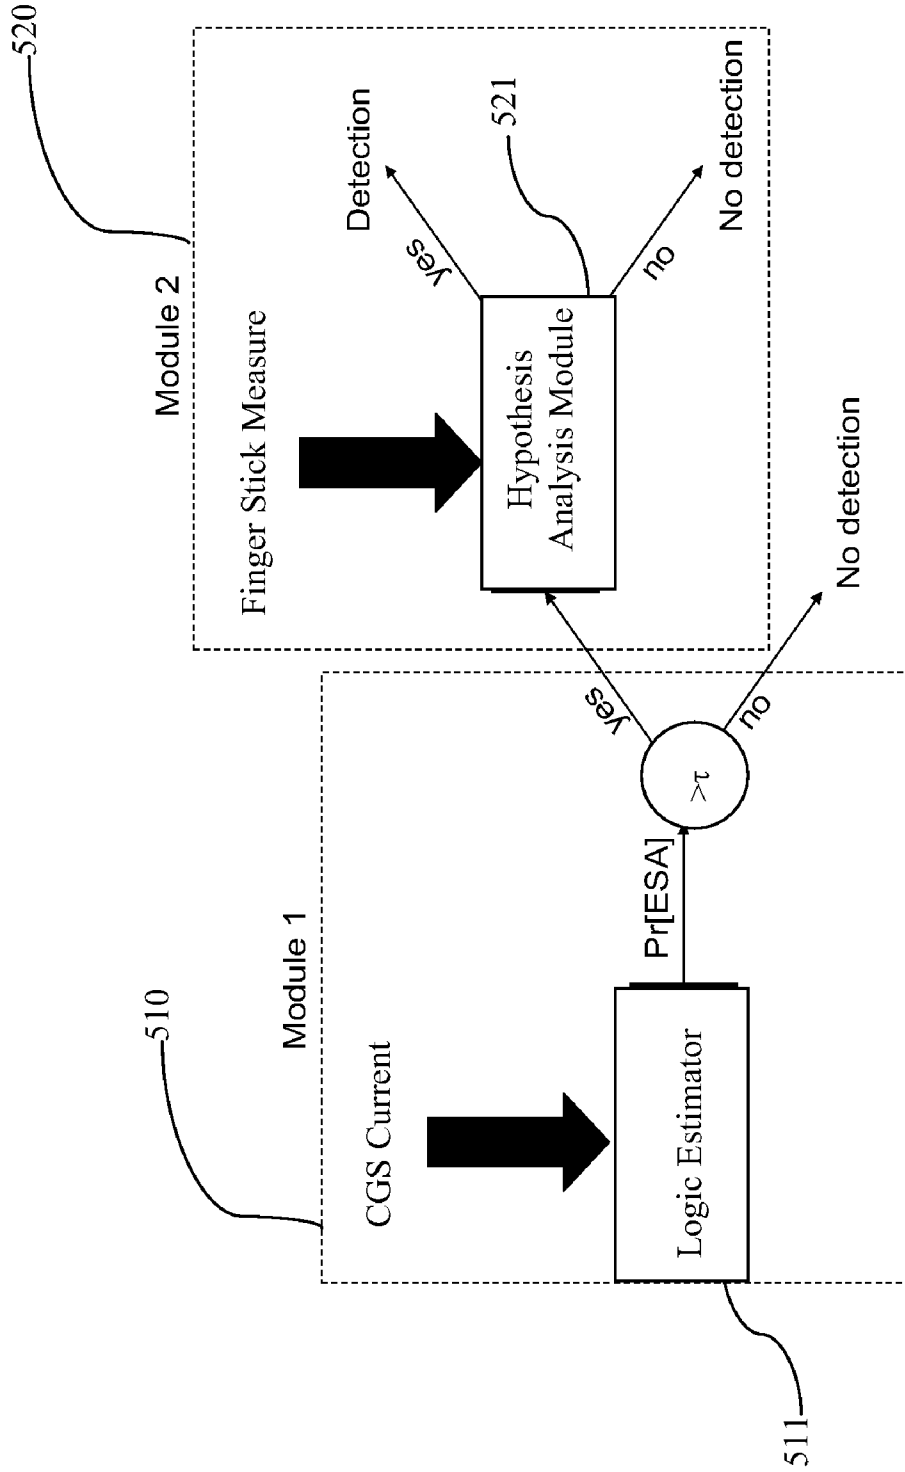 510
Module 1
CGS Current
Logic Estimator
511
Pr[ESA]
>τ
yes
no
No detection
520
Module 2
Finger Stick Measure
Hypothesis
Analysis Module
521
yes
Detection
no
No detection